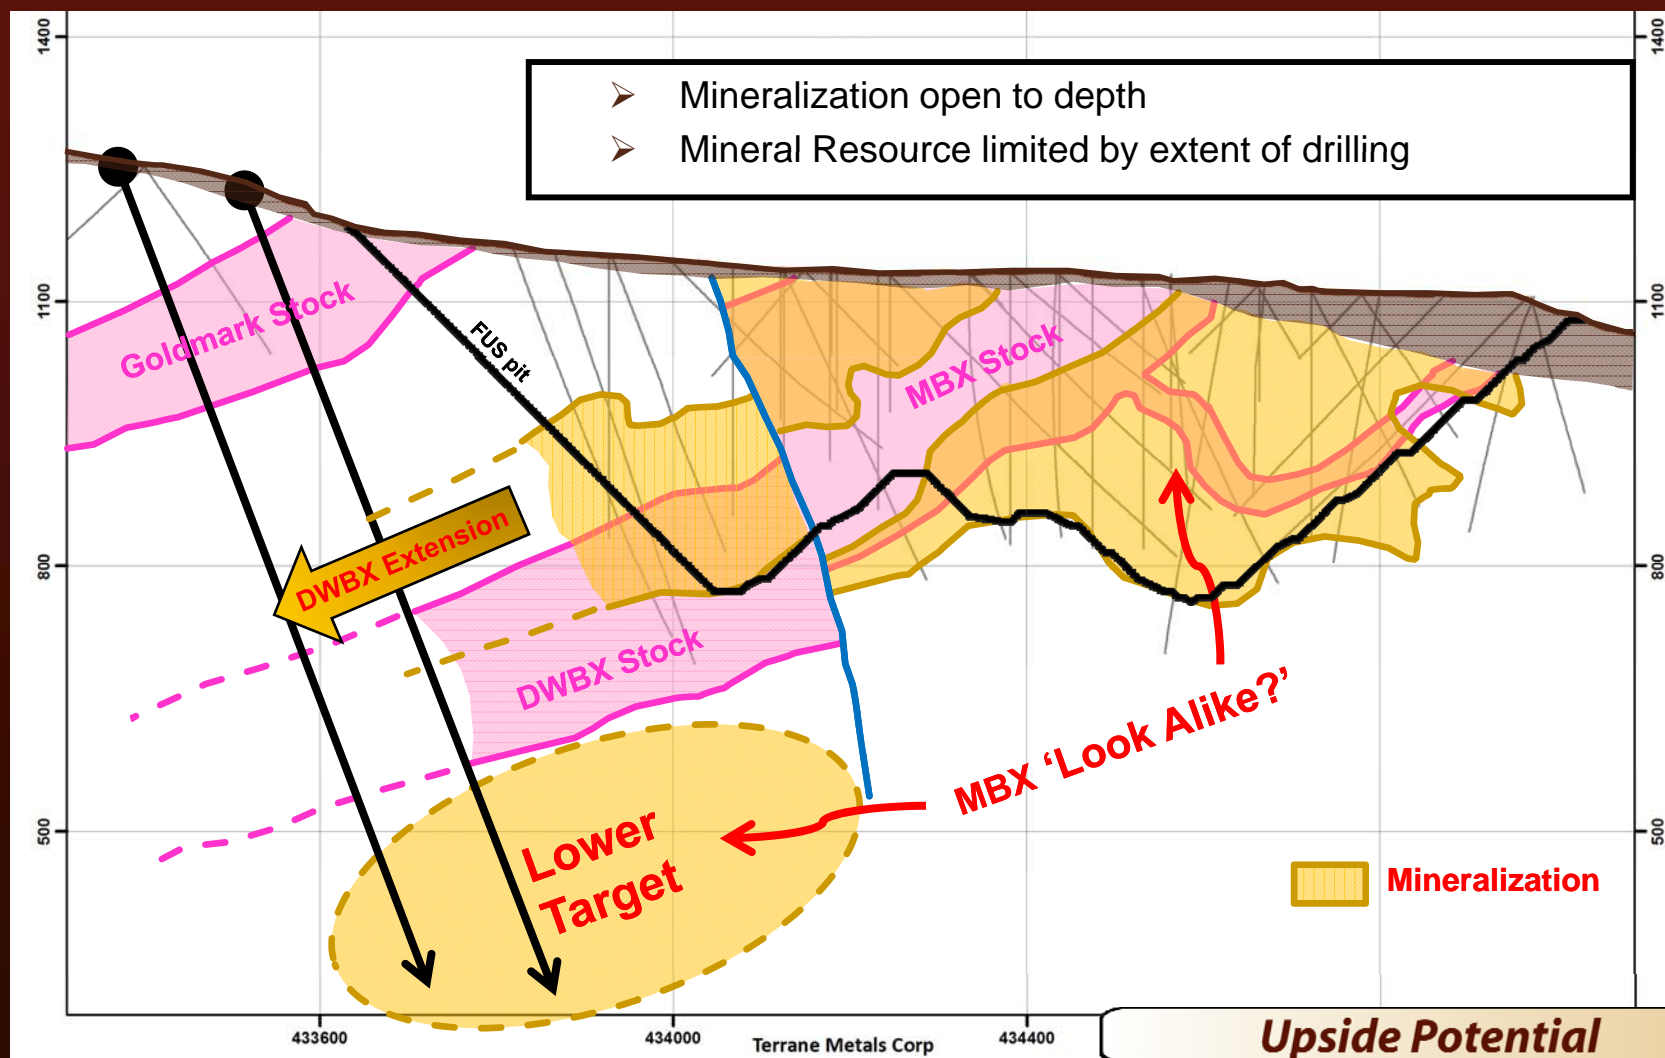 1400
1400
➢ Mineralization open to depth
➢ Mineral Resource limited by extent of drilling
1100
1100
Goldmark Stock
FUS pit
MBX Stock
DWBX Extension
800
800
DWBX Stock
MBX ‘Look Alike?’
Lower
Target
500
500
Mineralization
433600
434000
Terrane Metals Corp
434400
Upside Potential